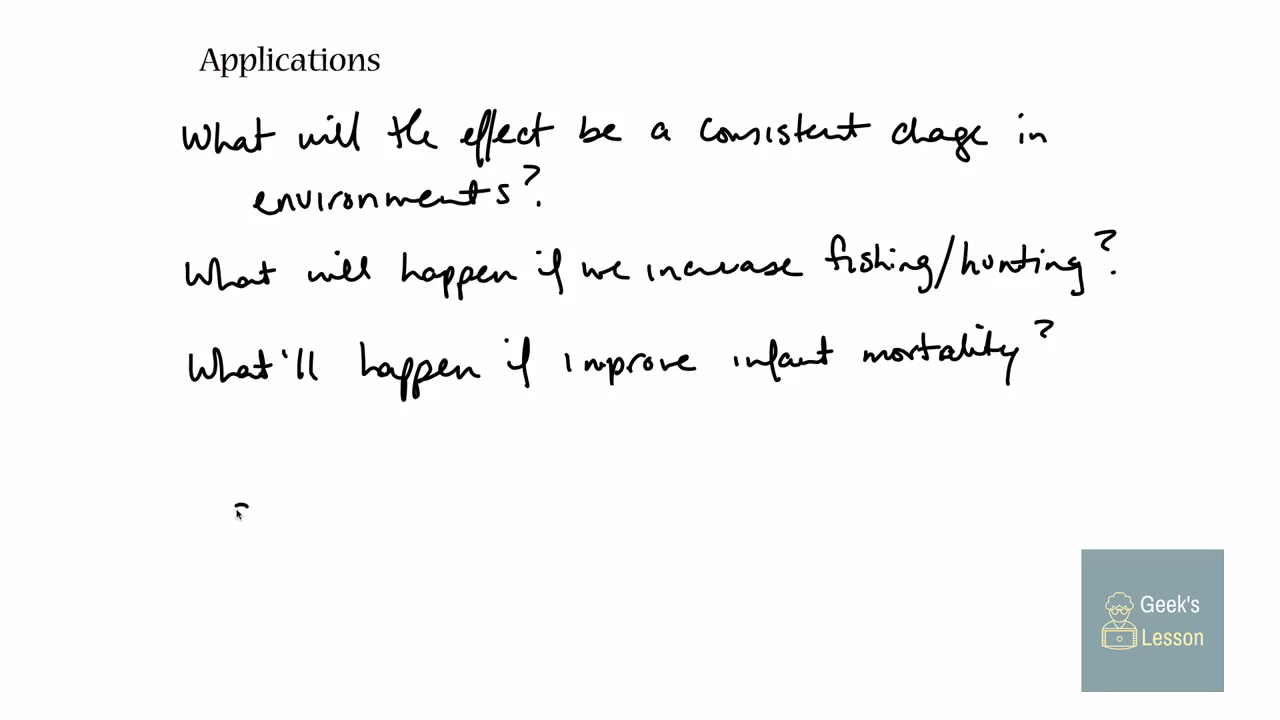 Applications
What will the effect be a consistent chage in
environments?
What will happen if we increase fishing/hunting?
What'll happen if improve infant mortality?
Geek's
Lesson